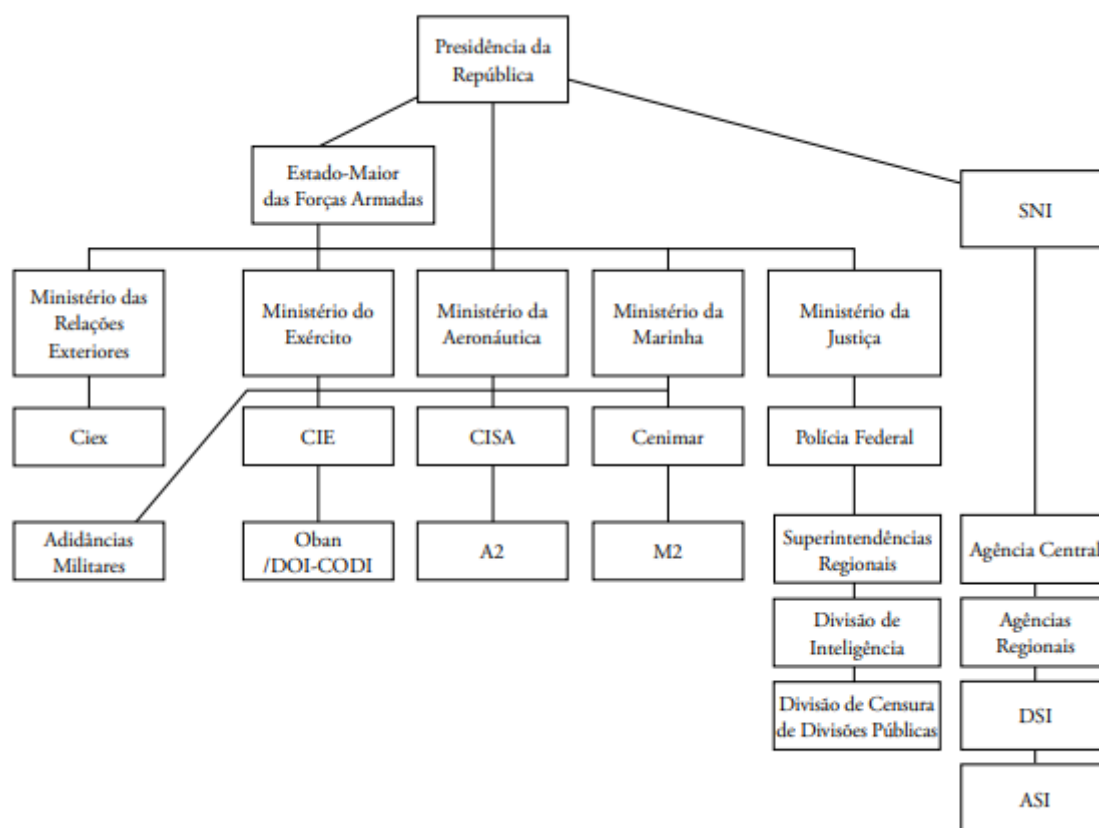 Presidência da
República
Estado-Maior
das Forças Armadas
SNI
Ministério das
Relações
Exteriores
Ministério do
Exército
Ministério da
Aeronáutica
Ministério da
Marinha
Ministério da
Justiça
Ciex
CIE
CISA
Cenimar
Polícia Federal
Adidâncias
Militares
Oban
/DOI-CODI
A2
M2
Superintendências
Regionais
Agência Central
Divisão de
Inteligência
Agências
Regionais
Divisão de Censura
de Divisões Públicas
DSI
ASI